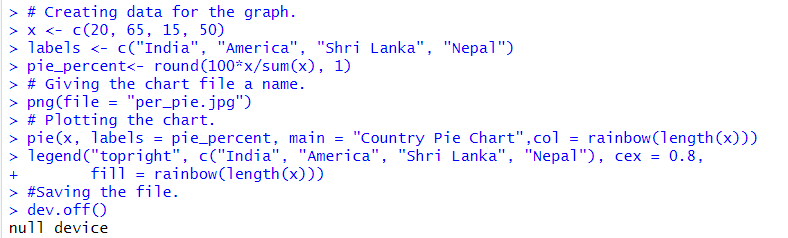 > # Creating data for the graph.
> x <- c(20, 65, 15, 50)
> labels <- c("India", "America", "Shri Lanka", "Nepal")
> pie_percent<- round(100*x/sum(x), 1)
> # Giving the chart file a name.
> png(file = "per_pie.jpg")
> # Plotting the chart.
> pie(x, labels = pie_percent, main = "Country Pie Chart",col = rainbow(length(x)))
> legend("topright", c("India", "America", "Shri Lanka", "Nepal"), cex = 0.8,
+        fill = rainbow(length(x)))
> #Saving the file.
> dev.off()
null device